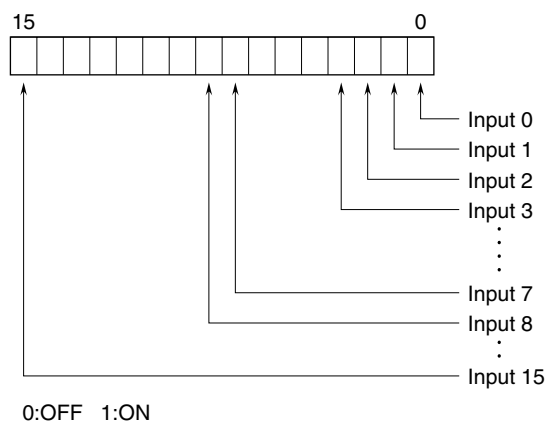 15 0
Input 0
Input 1
Input 2
Input 3
Input 7
Input 8
Input 15
0:OFF 1:ON